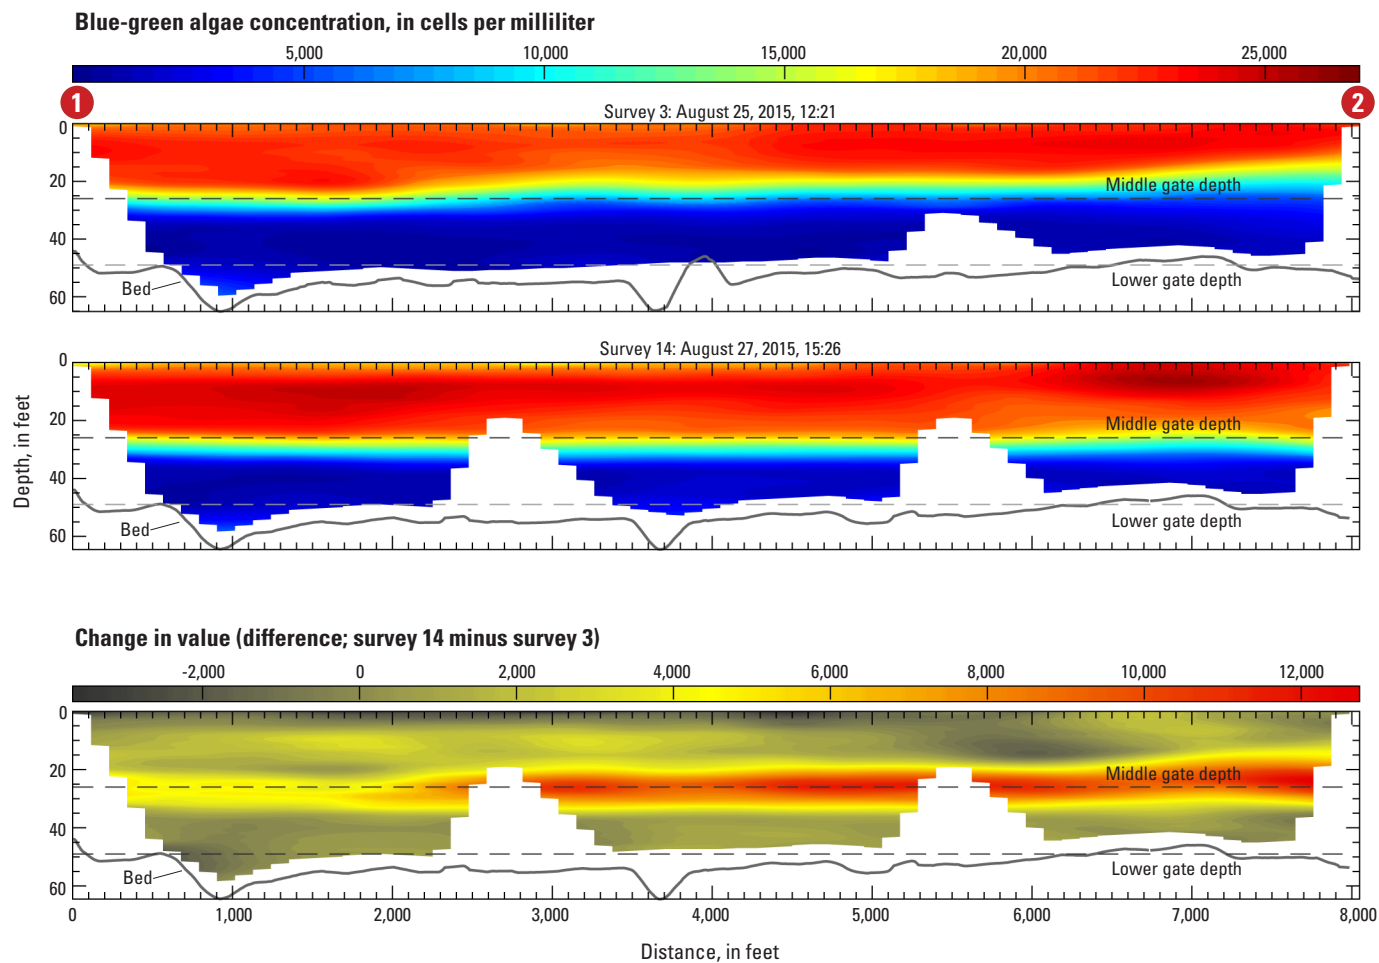 Blue-green algae concentration, in cells per milliliter
5,000 10,000 15,000 20,000 25,000
1 2
Survey 3: August 25, 2015, 12:21
0
20
Middle gate depth
40
Lower gate depth
Bed
60
Survey 14: August 27, 2015, 15:26
0
20
Middle gate depth
Depth, in feet
40
Lower gate depth
Bed
60
Change in value (difference; survey 14 minus survey 3)
-2,000 0 2,000 4,000 6,000 8,000 10,000 12,000
0
20
Middle gate depth
40
Lower gate depth
Bed
60
0 1,000 2,000 3,000 4,000 5,000 6,000 7,000 8,000
Distance, in feet